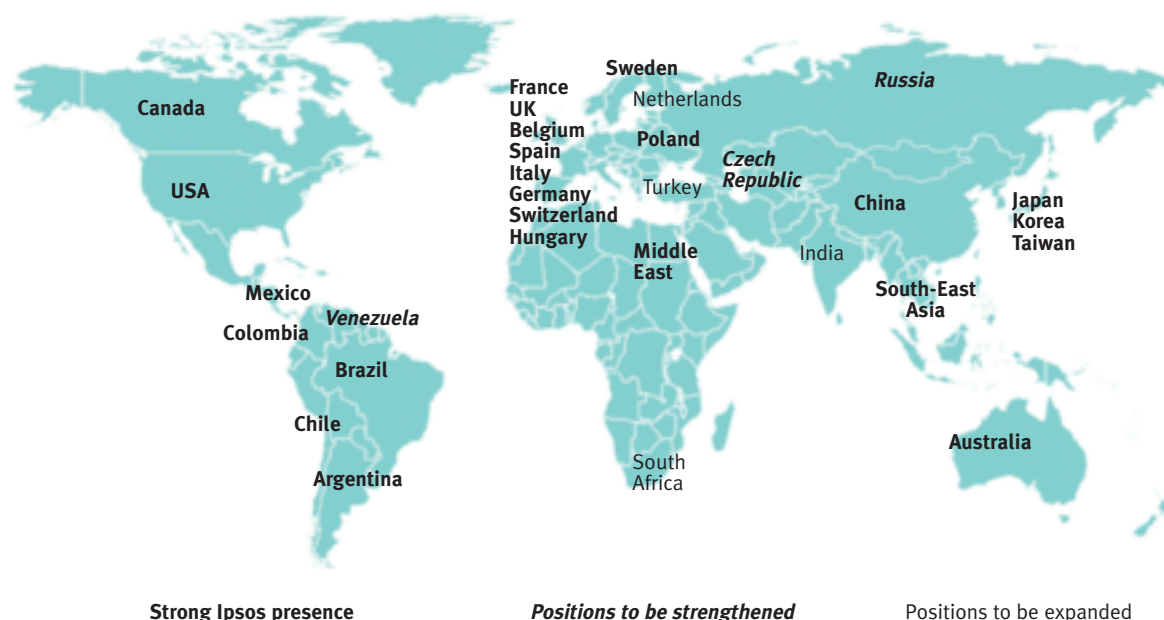 Canada
USA
Mexico
Colombia
Venezuela
Brazil
Chile
Argentina
France
UK
Belgium
Spain
Italy
Germany
Switzerland
Hungary
Sweden
Netherlands
Poland
Turkey
Czech
Republic
Middle
East
South
Africa
Russia
China
India
South-East
Asia
Japan
Korea
Taiwan
Australia
Strong Ipsos presence
Positions to be strengthened
Positions to be expanded